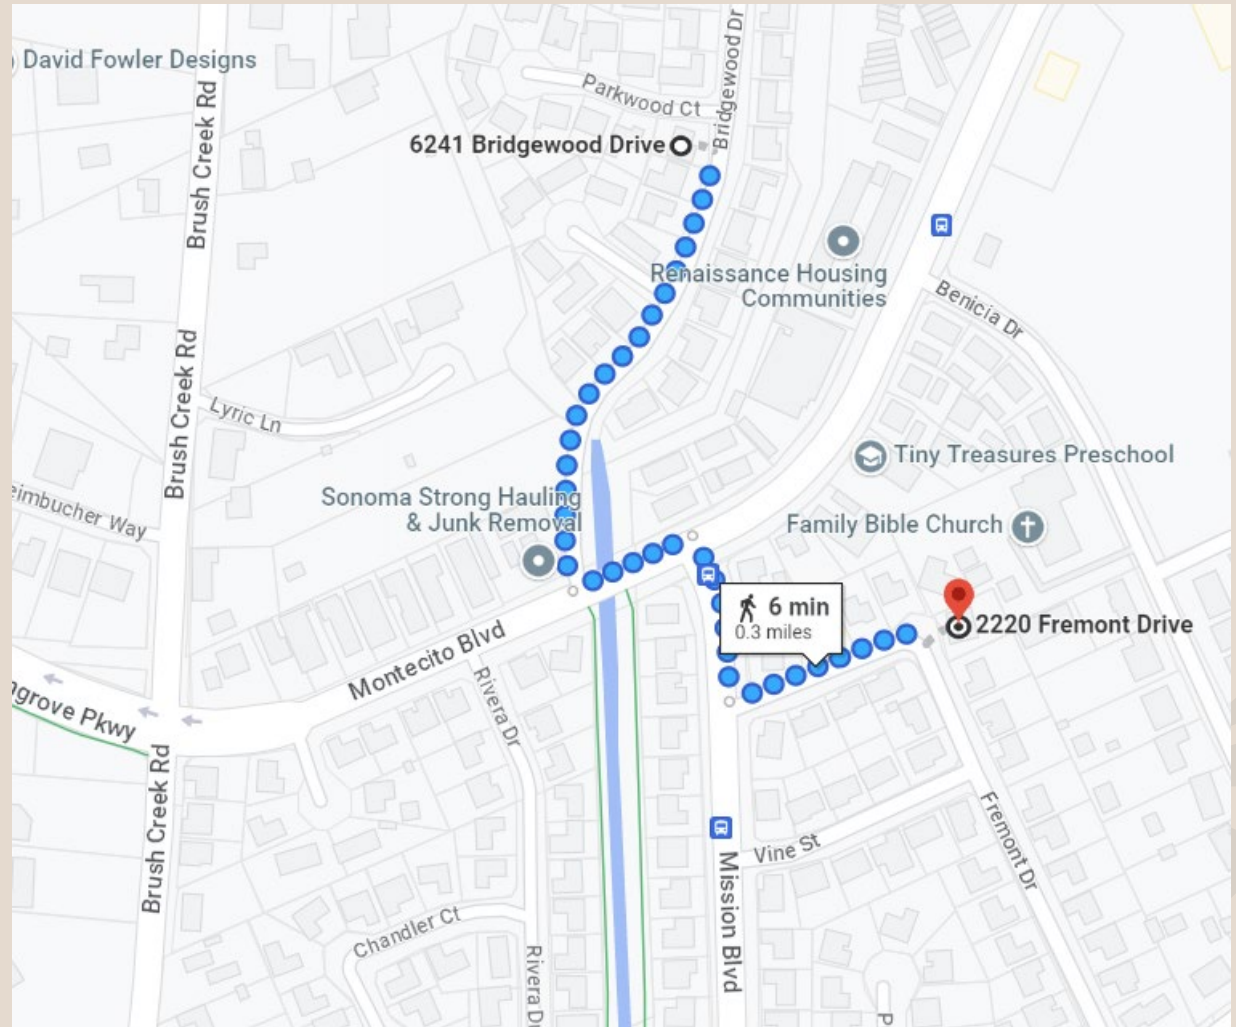 David Fowler Designs
Parkwood Ct
Bridgewood Dr
Brush Creek Rd
6241 Bridgewood Drive
Renaissance Housing
Communities
Benicia Dr
Brush Creek Rd
Lyric Ln
Tiny Treasures Preschool
eimbucher Way
Sonoma Strong Hauling
& Junk Removal
Family Bible Church
6 min
0.3 miles
2220 Fremont Drive
Montecito Blvd
Rivera Dr
ngrove Pkwy
Brush Creek Rd
Fremont Dr
Vine St
Mission Blvd
Chandler Ct
Rivera Dr
P